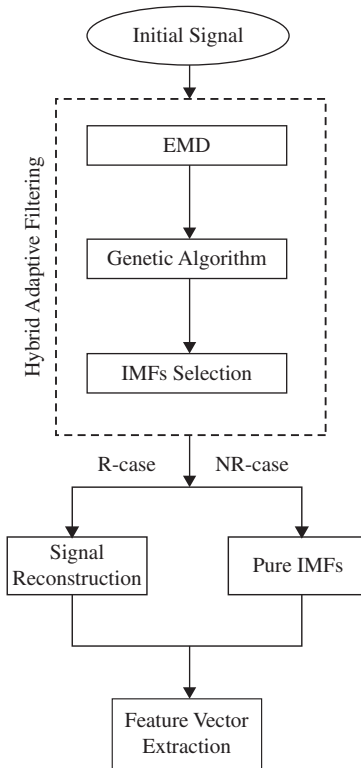 Initial Signal
Hybrid Adaptive Filtering
EMD
Genetic Algorithm
IMFs Selection
R-case
NR-case
Signal
Reconstruction
Pure IMFs
Feature Vector
Extraction